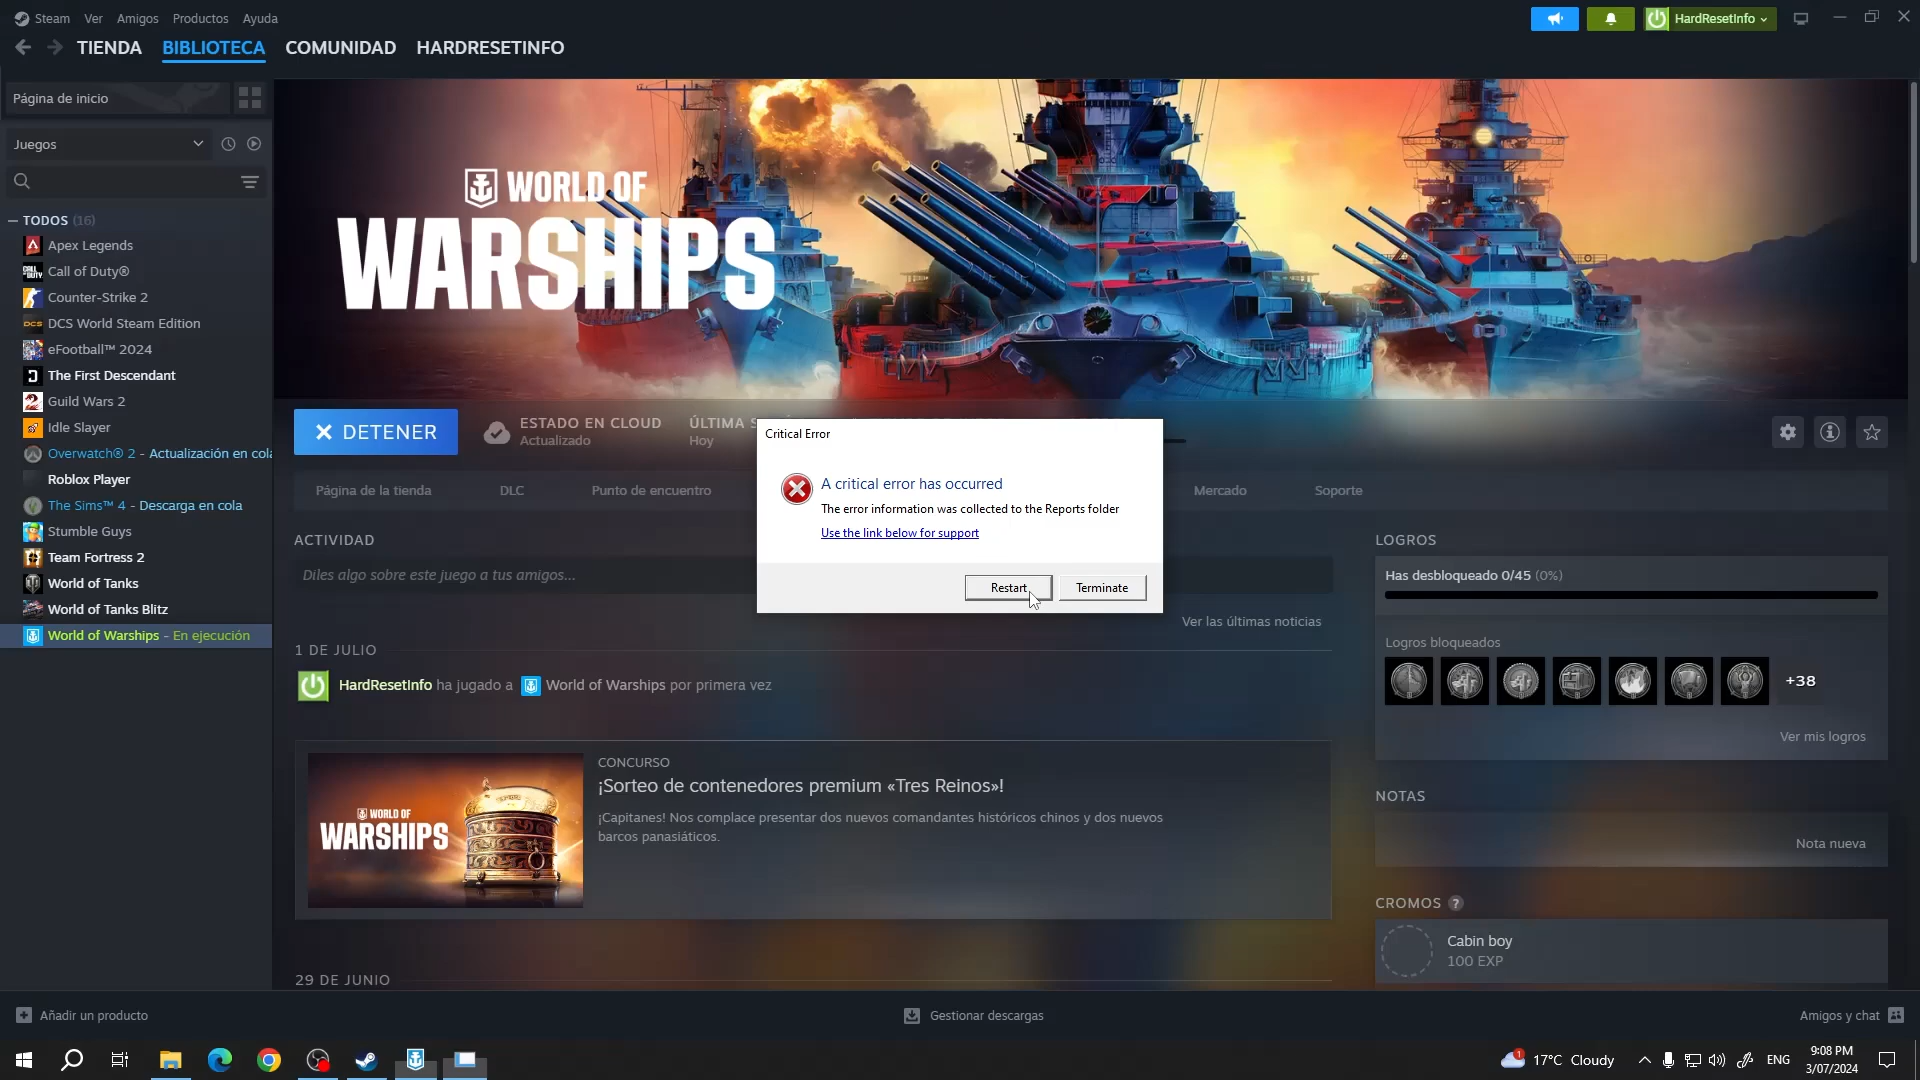 Steam Ver Amigos Productos Ayuda
HardResetInfo
TIENDA BIBLIOTECA COMUNIDAD HARDRESETINFO
Página de inicio
Juegos
TODOS (16)
Apex Legends
Call of Duty®
Counter-Strike 2
DCS World Steam Edition
eFootball™ 2024
The First Descendant
Guild Wars 2
Idle Slayer
Overwatch® 2 - Actualización en cola
Roblox Player
The Sims™ 4 - Descarga en cola
Stumble Guys
Team Fortress 2
World of Tanks
World of Tanks Blitz
World of Warships - En ejecución
WORLD OF
WARSHIPS
DETENER
ESTADO EN CLOUD
Actualizado
ÚLTIMA
Hoy
Página de la tienda DLC Punto de encuentro Mercado Soporte
Critical Error
A critical error has occurred
The error information was collected to the Reports folder
Use the link below for support
Restart Terminate
ACTIVIDAD
Diles algo sobre este juego a tus amigos...
Ver las últimas noticias
1 DE JULIO
HardResetInfo ha jugado a World of Warships por primera vez
WORLD OF
WARSHIPS
CONCURSO
¡Sorteo de contenedores premium «Tres Reinos»!
¡Capitanes! Nos complace presentar dos nuevos comandantes históricos chinos y dos nuevos
barcos panasiáticos.
29 DE JUNIO
LOGROS
Has desbloqueado 0/45 (0%)
Logros bloqueados
+38
Ver mis logros
NOTAS
Nota nueva
CROMOS ?
Cabin boy
100 EXP
Añadir un producto
Gestionar descargas
Amigos y chat
1
17°C Cloudy
ENG
9:08 PM
3/07/2024